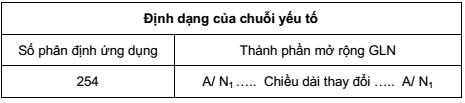 Định dạng của chuỗi yếu tố
Số phân định ứng dụng Thành phần mở rộng GLN
254 A/ N₁ ….. Chiều dài thay đổi ….. A/ N₁